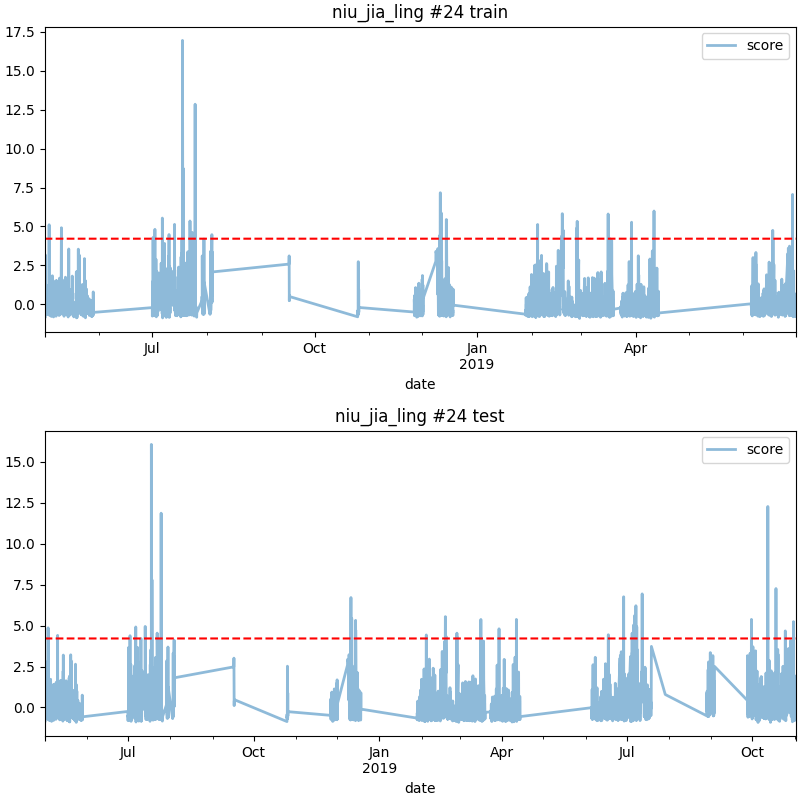 niu_jia_ling #24 train
score
17.5
15.0
12.5
10.0
7.5
5.0
2.5
0.0
Jul
Oct
Jan
2019
Apr
date
niu_jia_ling #24 test
score
15.0
12.5
10.0
7.5
5.0
2.5
0.0
Jul
Oct
Jan
2019
Apr
Jul
Oct
date